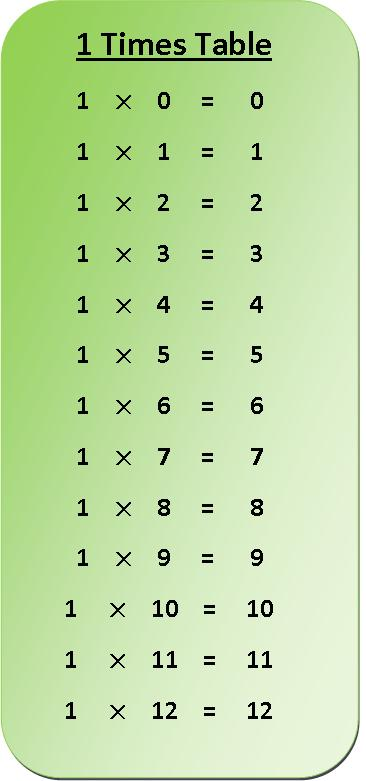 1 Times Table
1 × 0 = 0
1 × 1 = 1
1 × 2 = 2
1 × 3 = 3
1 × 4 = 4
1 × 5 = 5
1 × 6 = 6
1 × 7 = 7
1 × 8 = 8
1 × 9 = 9
1 × 10 = 10
1 × 11 = 11
1 × 12 = 12